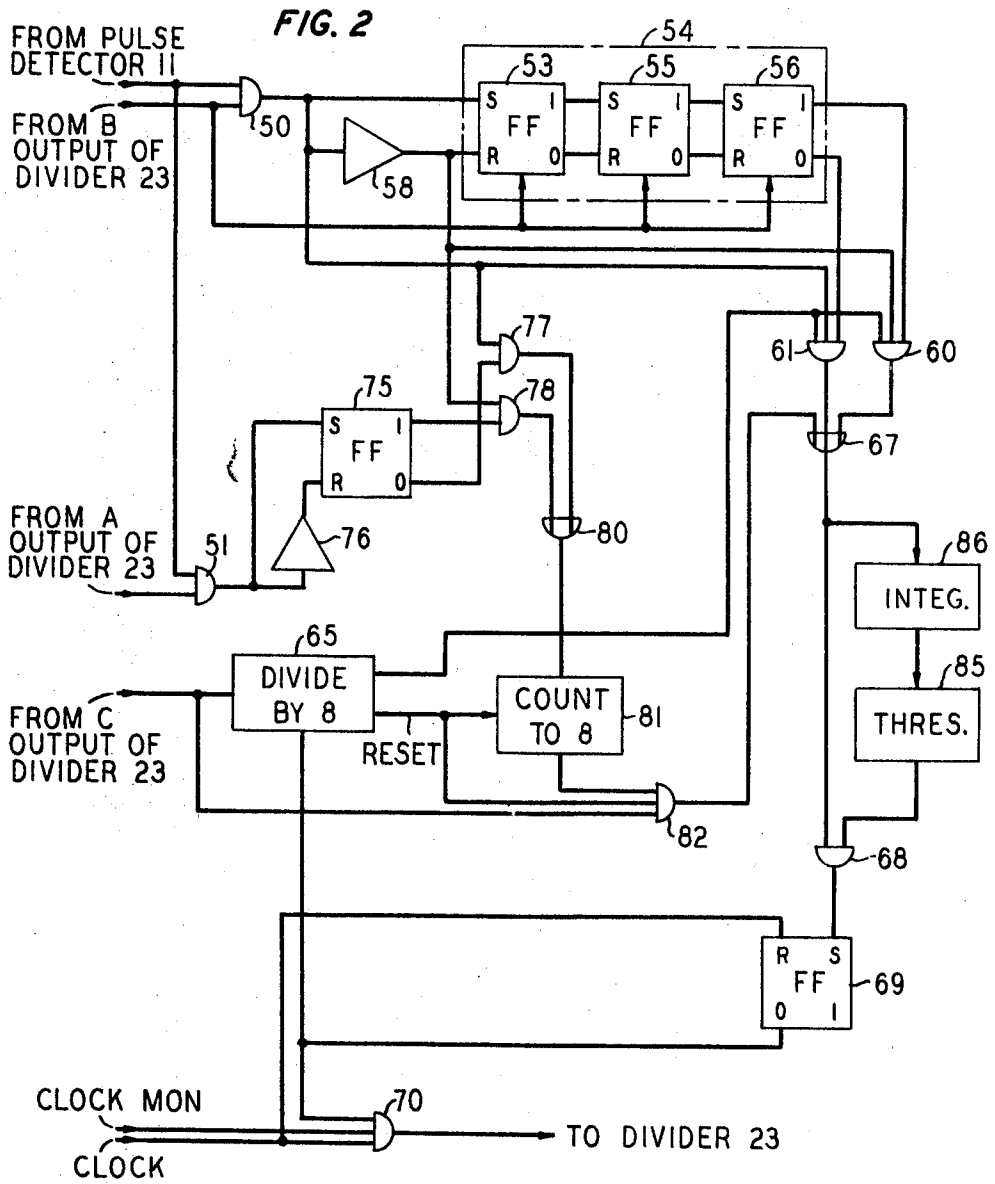 FIG. 2
FROM PULSE
DETECTOR 11
FROM B
OUTPUT OF
DIVIDER 23
50
54
53
S 1
FF
R 0
55
S 1
FF
R 0
56
S 1
FF
R 0
58
77
78
61
60
67
75
S 1
FF
R 0
76
FROM A
OUTPUT OF
DIVIDER 23
51
80
86
INTEG.
85
THRES.
65
DIVIDE
BY 8
RESET
COUNT
TO 8
81
FROM C
OUTPUT OF
DIVIDER 23
82
68
R S
FF
0 1
69
CLOCK MON
CLOCK
70
TO DIVIDER 23